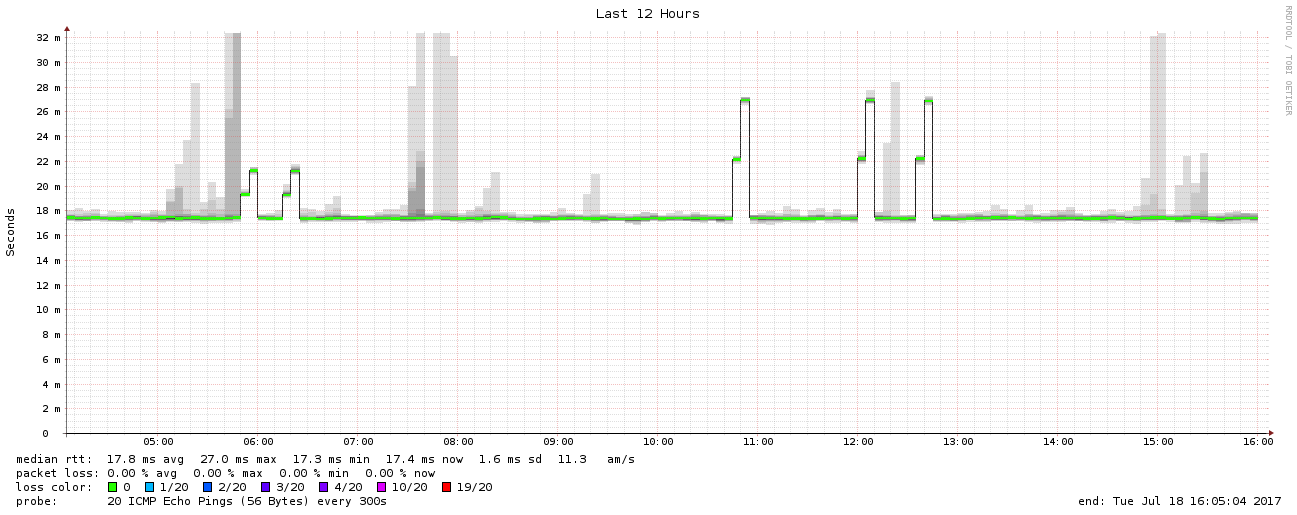 Last 12 Hours
RRDTOOL / TOBI OETIKER
Seconds
32 m
30 m
28 m
26 m
24 m
22 m
20 m
18 m
16 m
14 m
12 m
10 m
8 m
6 m
4 m
2 m
0
05:00 06:00 07:00 08:00 09:00 10:00 11:00 12:00 13:00 14:00 15:00 16:00
median rtt: 17.8 ms avg 27.0 ms max 17.3 ms min 17.4 ms now 1.6 ms sd 11.3 am/s
packet loss: 0.00 % avg 0.00 % max 0.00 % min 0.00 % now
loss color: 0 1/20 2/20 3/20 4/20 10/20 19/20
probe: 20 ICMP Echo Pings (56 Bytes) every 300s end: Tue Jul 18 16:05:04 2017